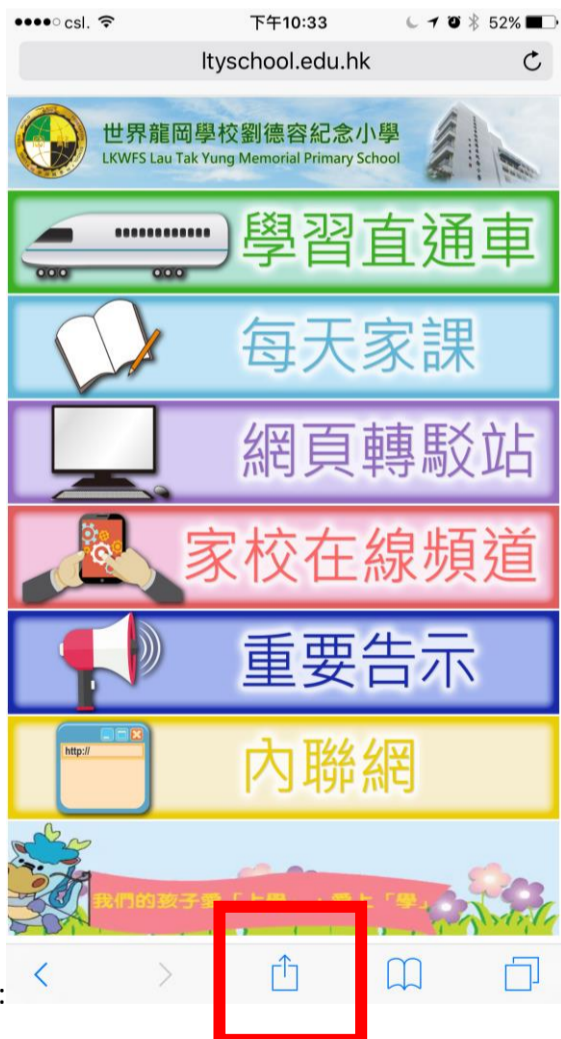 csl.
下午10:33
52%
ltyschool.edu.hk
世界龍岡學校劉德容紀念小學
LKWFS Lau Tak Yung Memorial Primary School
學習直通車
每天家課
網頁轉駁站
家校在線頻道
重要告示
http://
內聯網
我們的孩子愛「上學」，愛上「學」
: